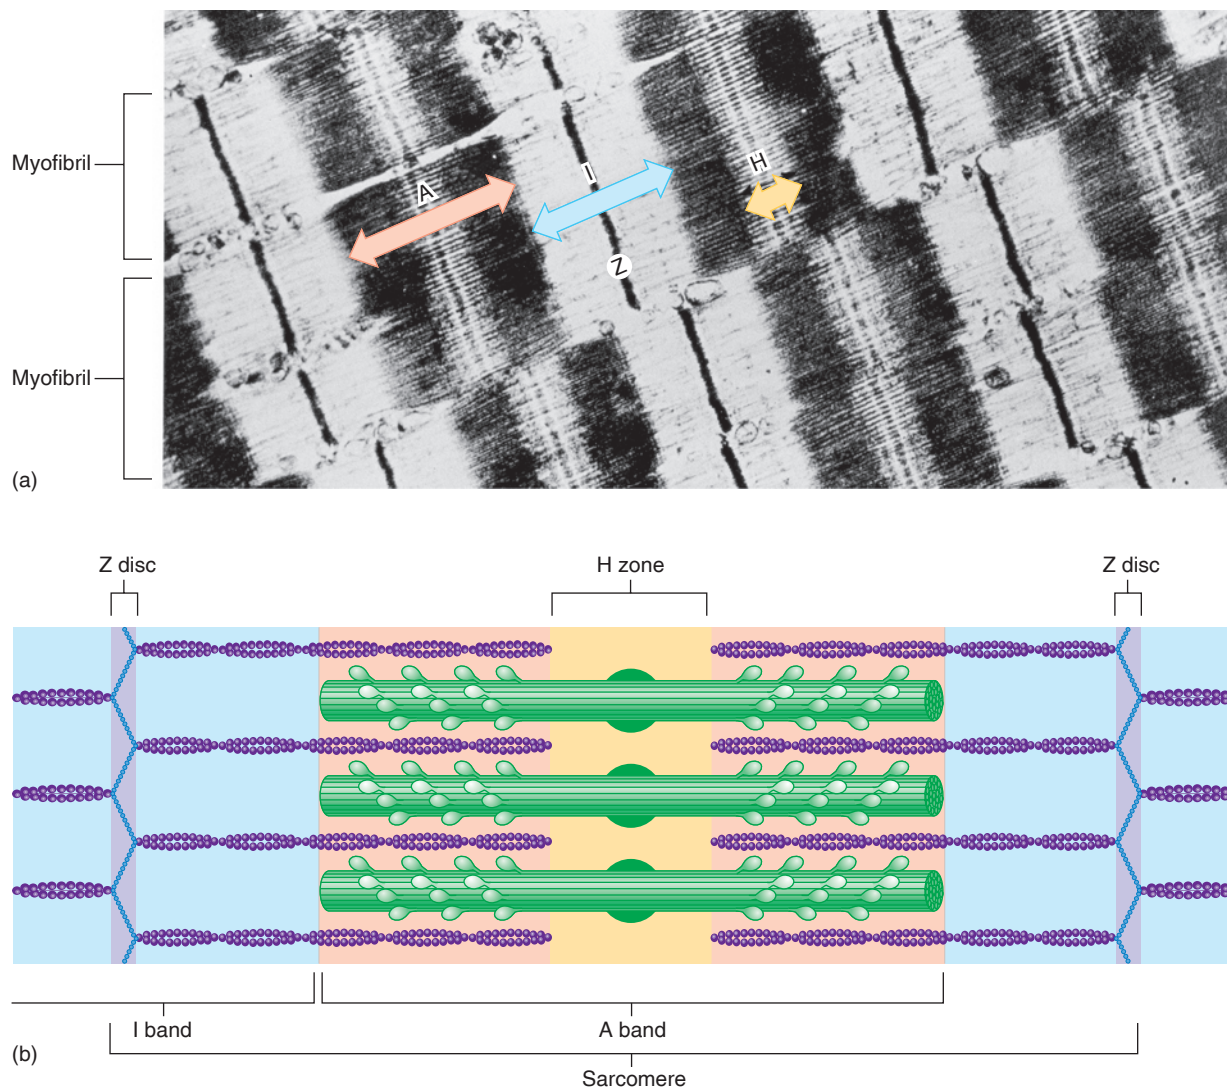 Myofibril
Myofibril
A
I
H
Z
(a)
Z disc
H zone
Z disc
I band
A band
(b)
Sarcomere